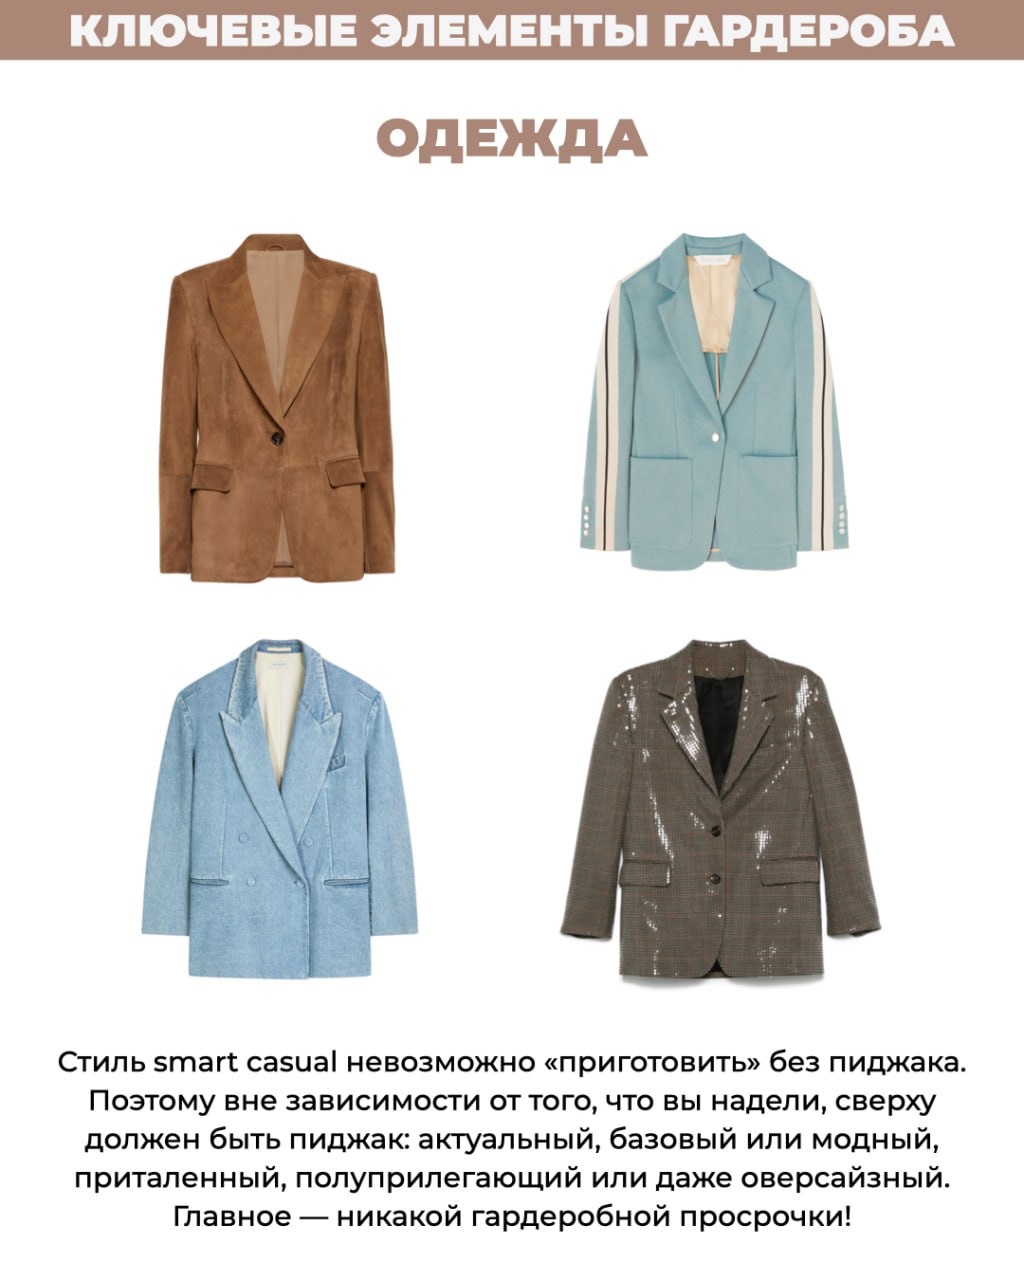 КЛЮЧЕВЫЕ ЭЛЕМЕНТЫ ГАРДЕРОБА
ОДЕЖДА
Стиль smart casual невозможно «приготовить» без пиджака.
Поэтому вне зависимости от того, что вы надели, сверху
должен быть пиджак: актуальный, базовый или модный,
приталенный, полуприлегающий или даже оверсайзный.
Главное — никакой гардеробной просрочки!